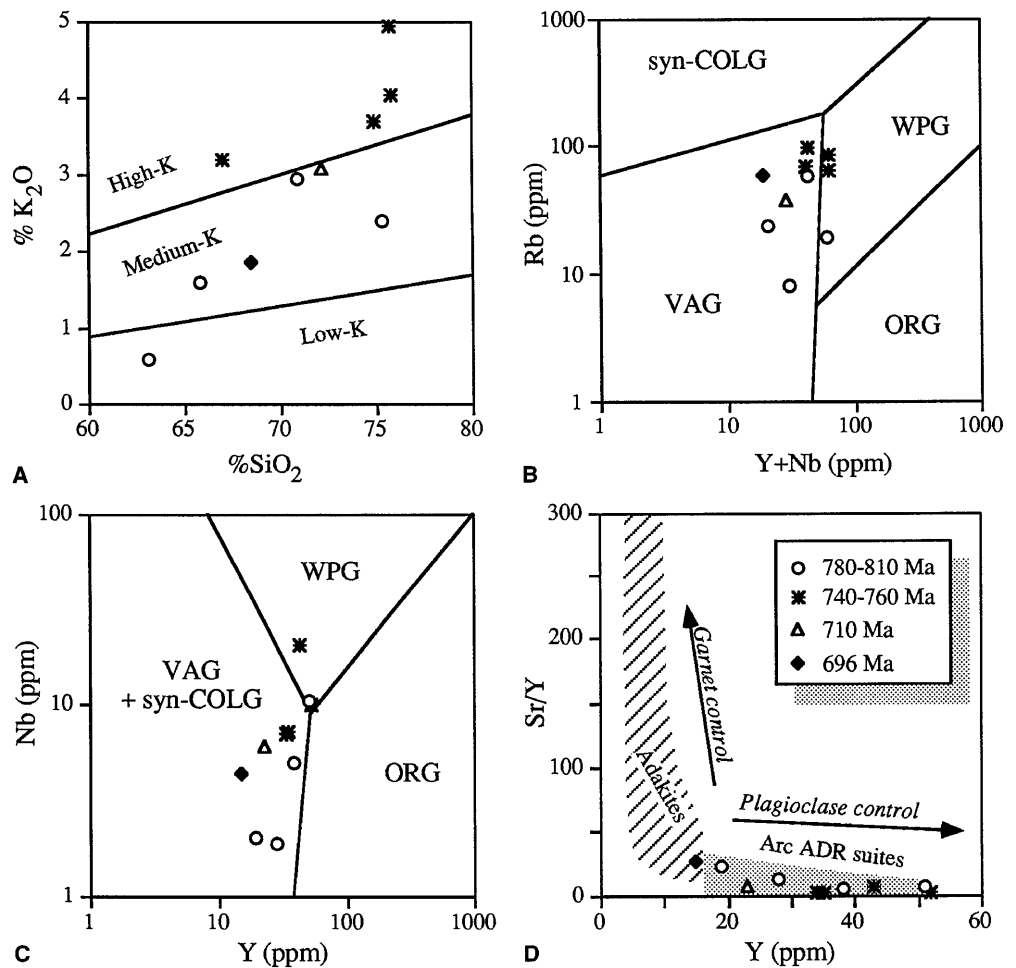 5
4
3
2
1
0
60
65
70
75
80
% K2O
%SiO2
High-K
Medium-K
Low-K
A
1000
100
10
1
1
10
100
1000
Rb (ppm)
Y+Nb (ppm)
syn-COLG
WPG
VAG
ORG
B
100
10
1
1
10
100
1000
Nb (ppm)
Y (ppm)
WPG
VAG
+ syn-COLG
ORG
C
300
200
100
0
0
20
40
60
Sr/Y
Y (ppm)
780-810 Ma
740-760 Ma
710 Ma
696 Ma
Garnet control
Adakites
Plagioclase control
Arc ADR suites
D